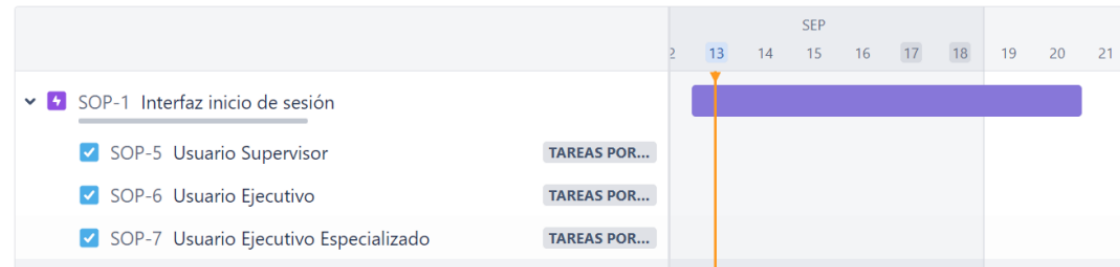 SEP
2 13 14 15 16 17 18 19 20 21
SOP-1 Interfaz inicio de sesión
SOP-5 Usuario Supervisor TAREAS POR...
SOP-6 Usuario Ejecutivo TAREAS POR...
SOP-7 Usuario Ejecutivo Especializado TAREAS POR...